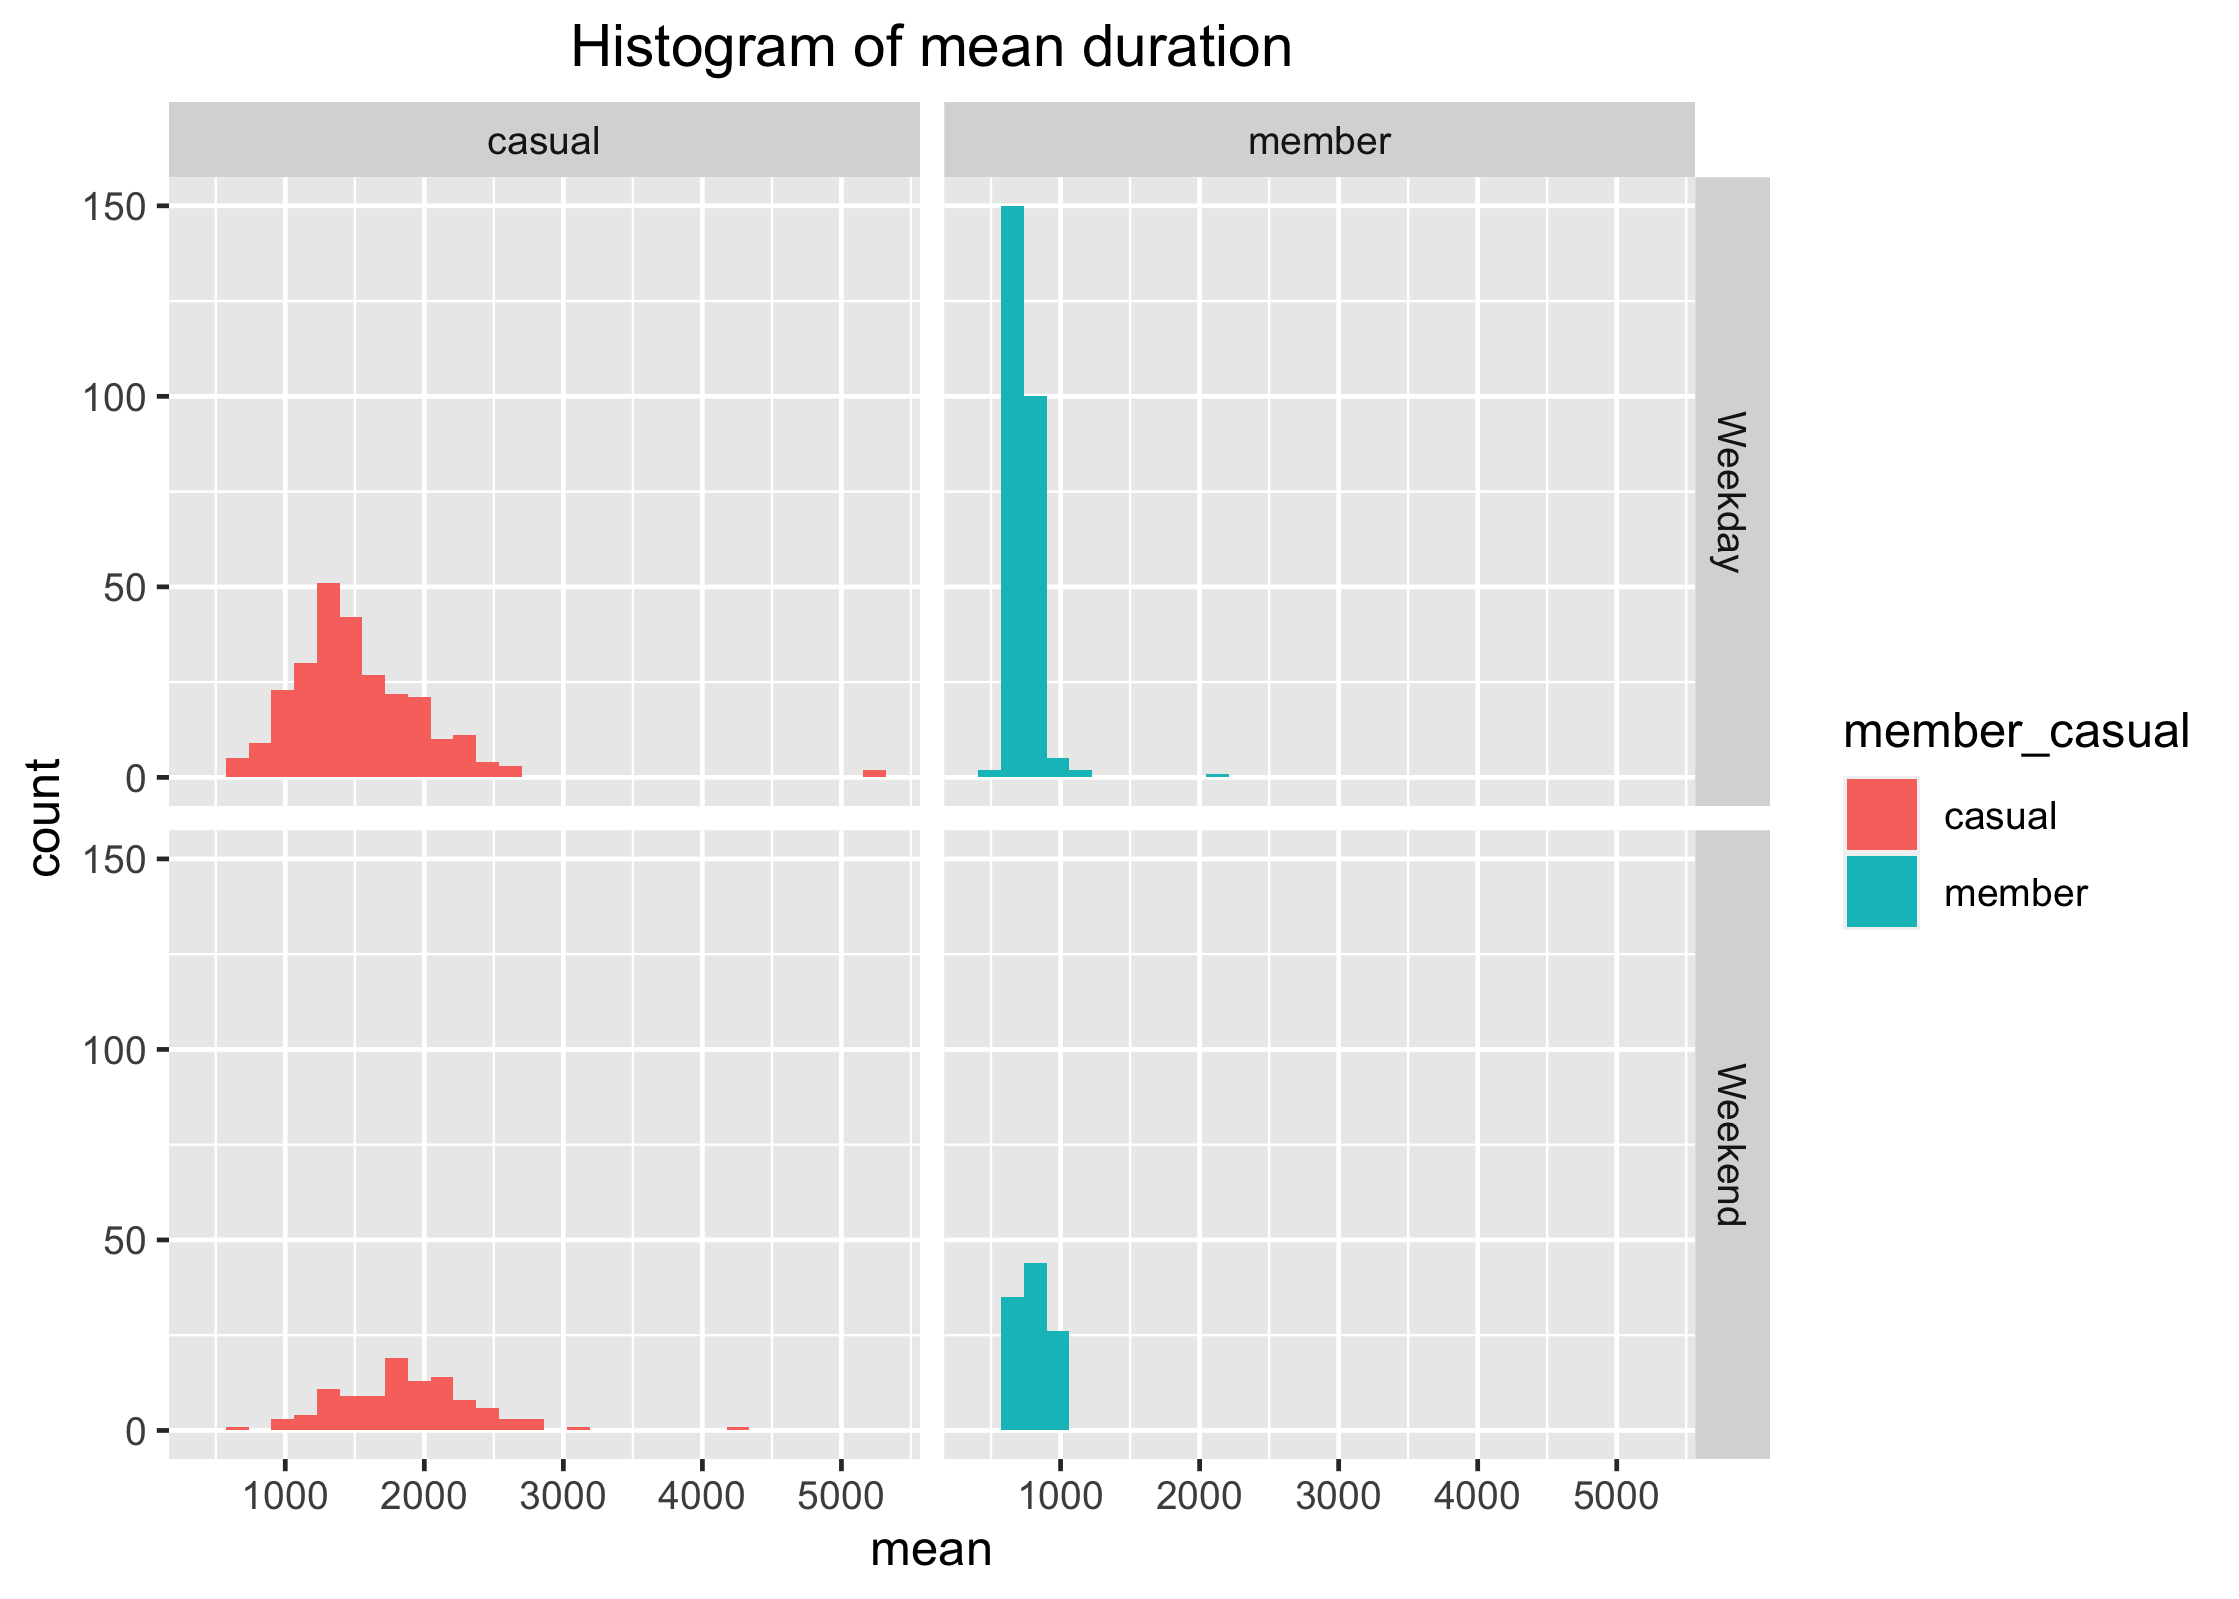 Histogram of mean duration
casual
member
150
100
50
0
Weekday
count
150
100
50
0
Weekend
1000 2000 3000 4000 5000
1000 2000 3000 4000 5000
mean
member_casual
casual
member